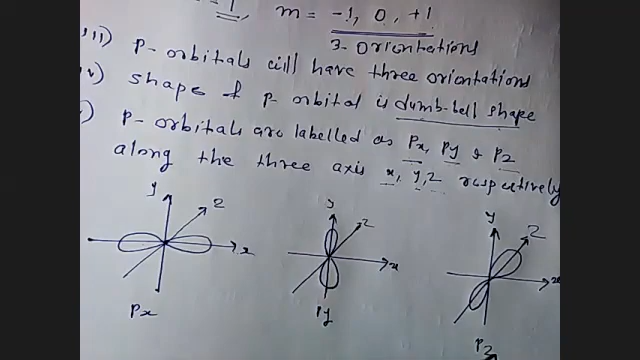 m = -1, 0, +1
3- Orientations
iii) p- orbitals will have three orientations
shape of p- orbital is dumb-bell shape
p- orbitals are labelled as Px, Py & Pz
along the three axis x, y, z respectively
y z x
Px
y z x
Py
y z x
Pz